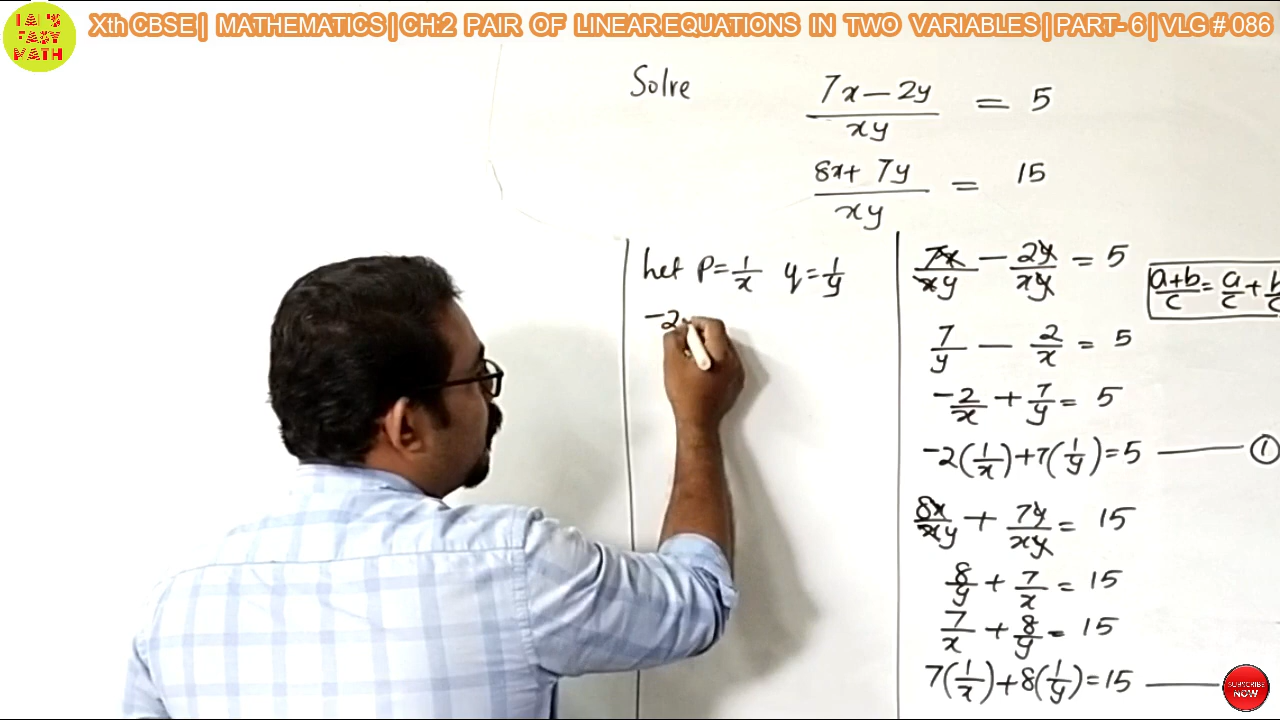 IAL'S
EASY
MATH
Xth CBSE | MATHEMATICS | CH:2 PAIR OF LINEAR EQUATIONS IN TWO VARIABLES | PART- 6 | VLG # 086
Solve
7x - 2y / xy = 5
8x + 7y / xy = 15
Let P = 1/x q = 1/y
-2
7x/xy - 2y/xy = 5
a+b/c = a/c + b/c
7/y - 2/x = 5
-2/x + 7/y = 5
-2(1/x) + 7(1/y) = 5 —— ①
8x/xy + 7y/xy = 15
8/y + 7/x = 15
7/x + 8/y = 15
7(1/x) + 8(1/y) = 15 ——
SUBSCRIBE
NOW